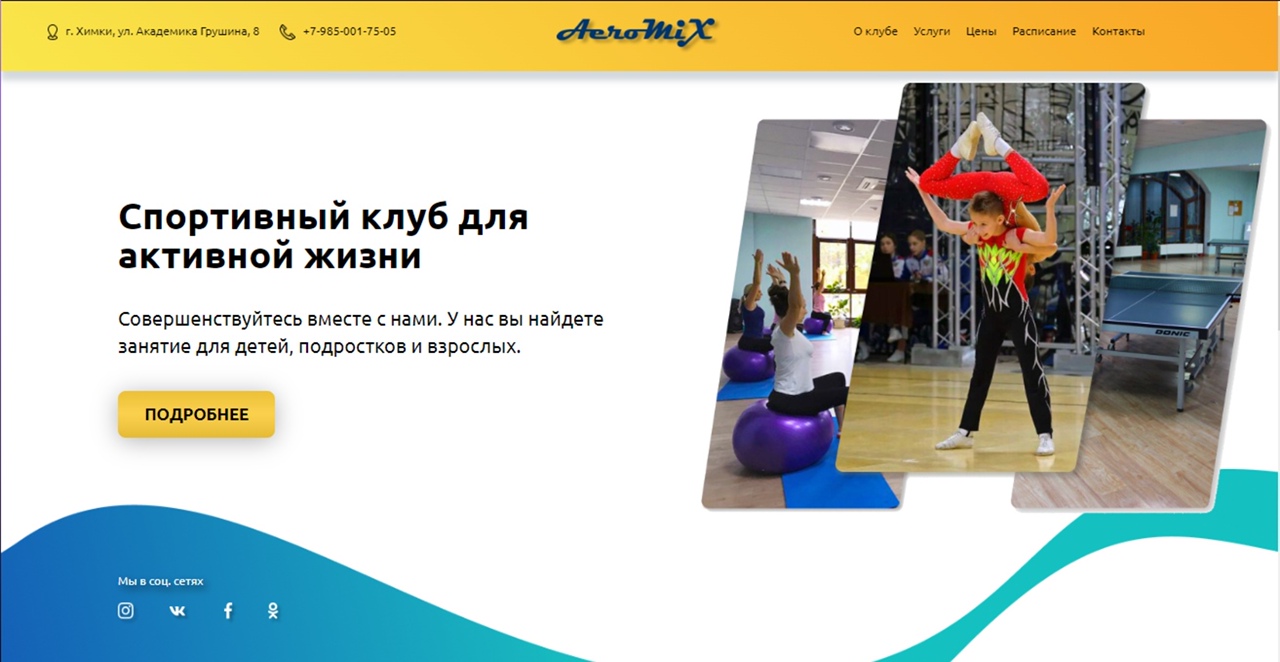 г. Химки, ул. Академика Грушина, 8
+7-985-001-75-05
AeroMiX
О клубе Услуги Цены Расписание Контакты
Спортивный клуб для
активной жизни
Совершенствуйтесь вместе с нами. У нас вы найдете
занятие для детей, подростков и взрослых.
ПОДРОБНЕЕ
DONIC
Мы в соц. сетях